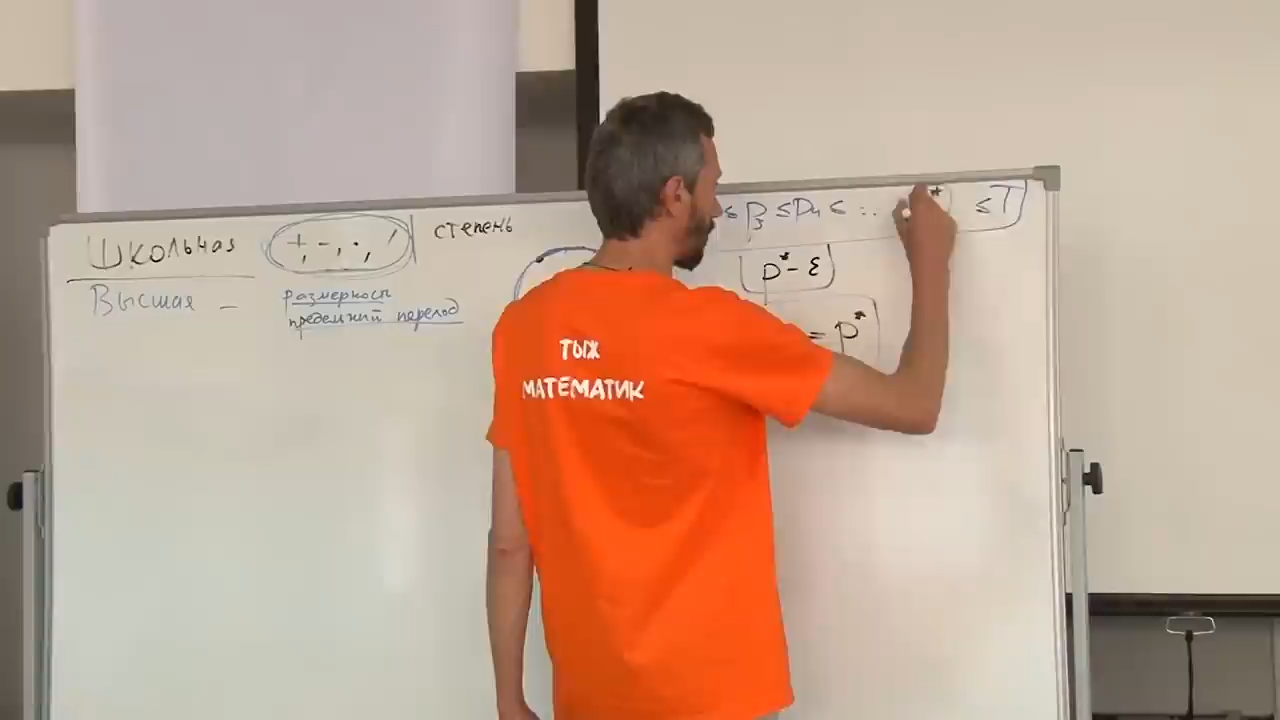 Школьная + -, ·, / степень
Высшая – размерность
предельный переход
≤ p₃ ≤ p₄ ≤ ... * ≤ T
p* - ε
= p*
ТЫЖ
МАТЕМАТИК